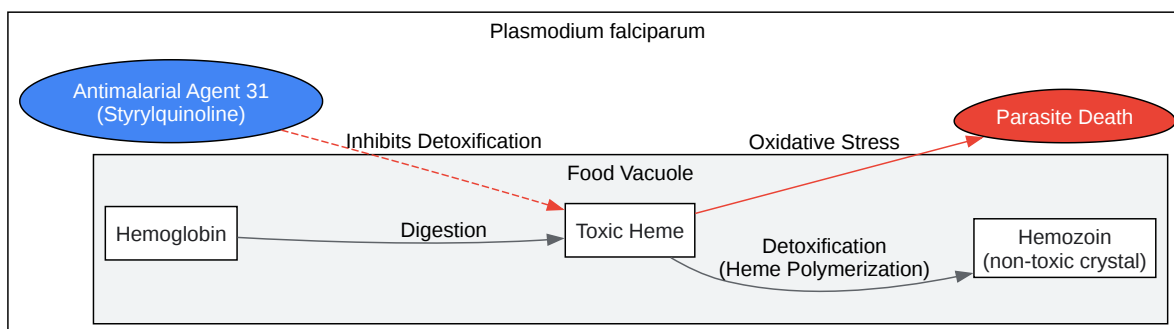 Plasmodium falciparum
Antimalarial Agent 31
(Styrylquinoline)
Parasite Death
Inhibits Detoxification
Oxidative Stress
Food Vacuole
Hemoglobin
Digestion
Toxic Heme
Detoxification
(Heme Polymerization)
Hemozoin
(non-toxic crystal)